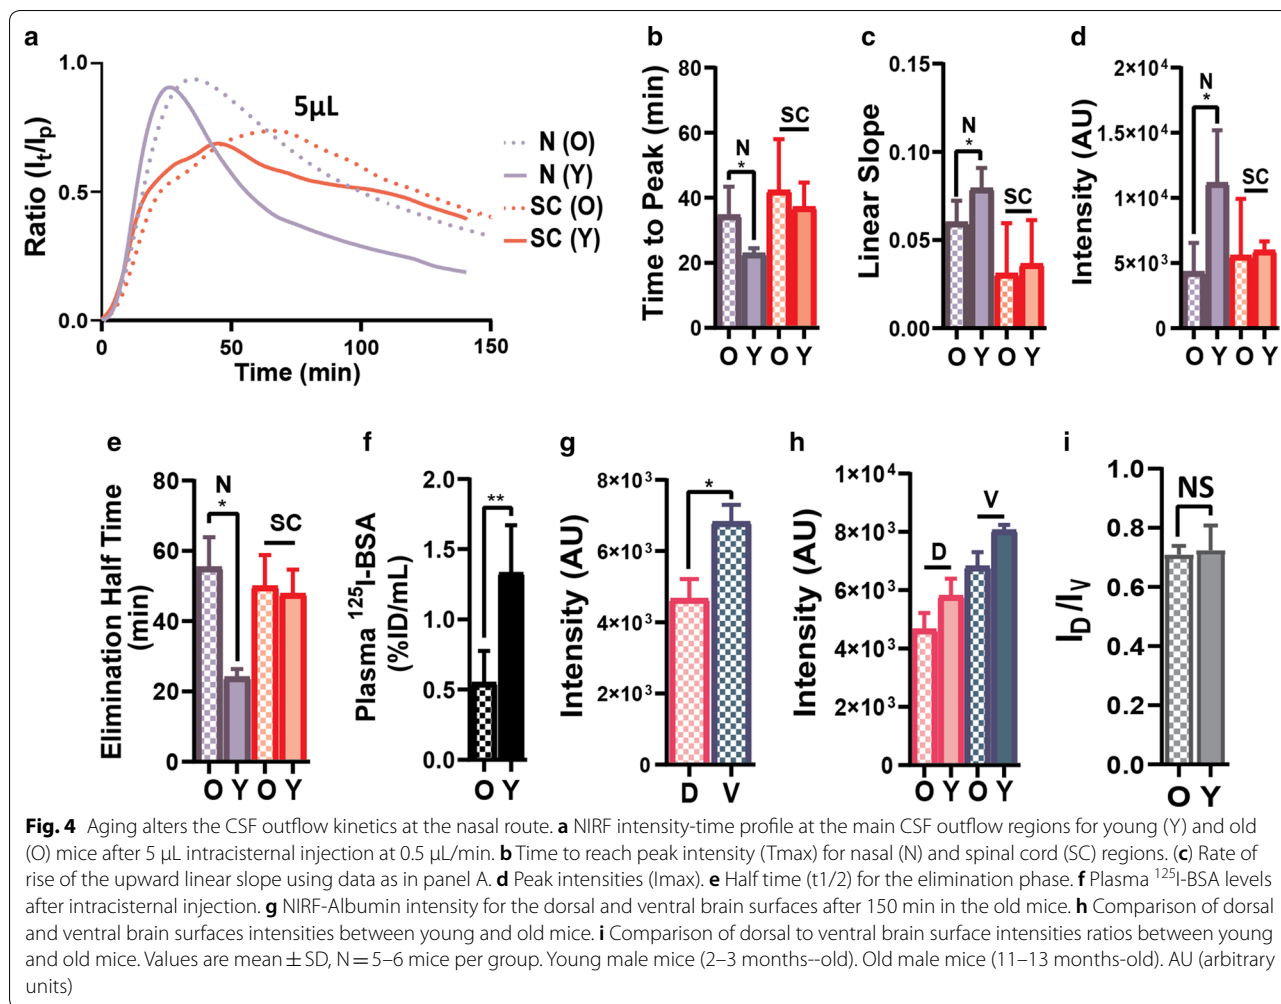 a
1.0
0.5
0.0
Ratio (It/Ip)
5µL
0
50
100
150
Time (min)
N (O)
N (Y)
SC (O)
SC (Y)
b
Time to Peak (min)
80
60
40
20
0
N
*
SC
O Y O Y
c
Linear Slope
0.15
0.10
0.05
0.00
N
*
SC
O Y O Y
d
Intensity (AU)
2×10⁴
1.5×10⁴
1×10⁴
5×10³
0
N
*
SC
O Y O Y
e
Elimination Half Time
(min)
80
60
40
20
0
N
*
SC
O Y O Y
f
Plasma ¹²⁵I-BSA
(%ID/mL)
2.0
1.5
1.0
0.5
0.0
**
O Y
g
Intensity (AU)
8×10³
6×10³
4×10³
2×10³
0
*
D V
h
Intensity (AU)
1×10⁴
8×10³
6×10³
4×10³
2×10³
0
D
V
O Y O Y
i
I_D/I_V
1.0
0.8
0.6
0.4
0.2
0.0
NS
O Y
Fig. 4 Aging alters the CSF outflow kinetics at the nasal route. a NIRF intensity-time profile at the main CSF outflow regions for young (Y) and old
(O) mice after 5 µL intracisternal injection at 0.5 µL/min. b Time to reach peak intensity (Tmax) for nasal (N) and spinal cord (SC) regions. (c) Rate of
rise of the upward linear slope using data as in panel A. d Peak intensities (Imax). e Half time (t1/2) for the elimination phase. f Plasma ¹²⁵I-BSA levels
after intracisternal injection. g NIRF-Albumin intensity for the dorsal and ventral brain surfaces after 150 min in the old mice. h Comparison of dorsal
and ventral brain surfaces intensities between young and old mice. i Comparison of dorsal to ventral brain surface intensities ratios between young
and old mice. Values are mean ± SD, N = 5–6 mice per group. Young male mice (2–3 months--old). Old male mice (11–13 months-old). AU (arbitrary
units)